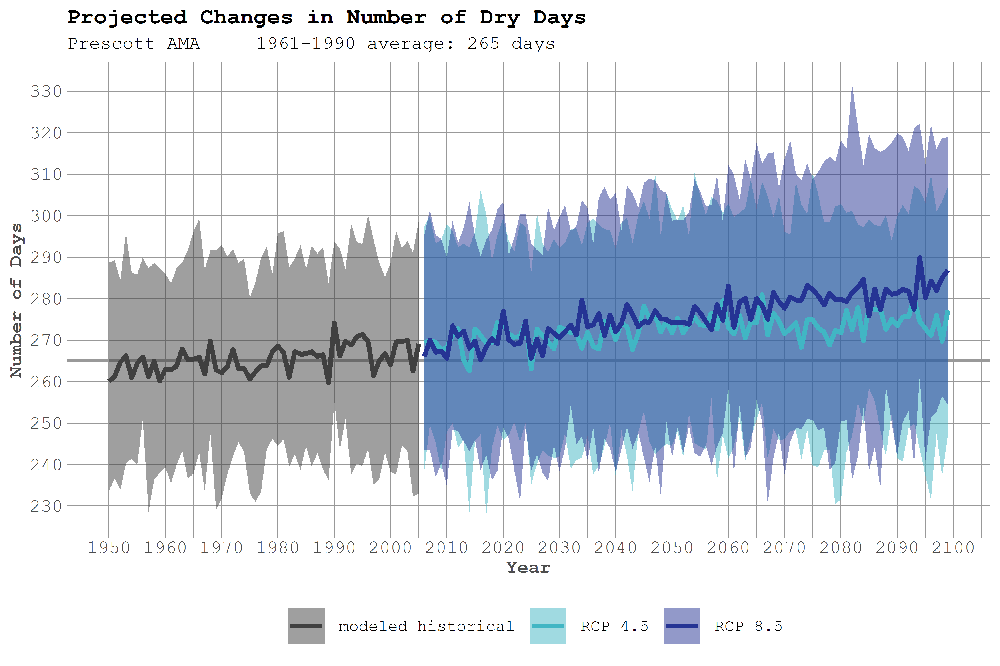 Projected Changes in Number of Dry Days
Prescott AMA 1961-1990 average: 265 days
Number of Days
330
320
310
300
290
280
270
260
250
240
230
1950 1960 1970 1980 1990 2000 2010 2020 2030 2040 2050 2060 2070 2080 2090 2100
Year
modeled historical RCP 4.5 RCP 8.5